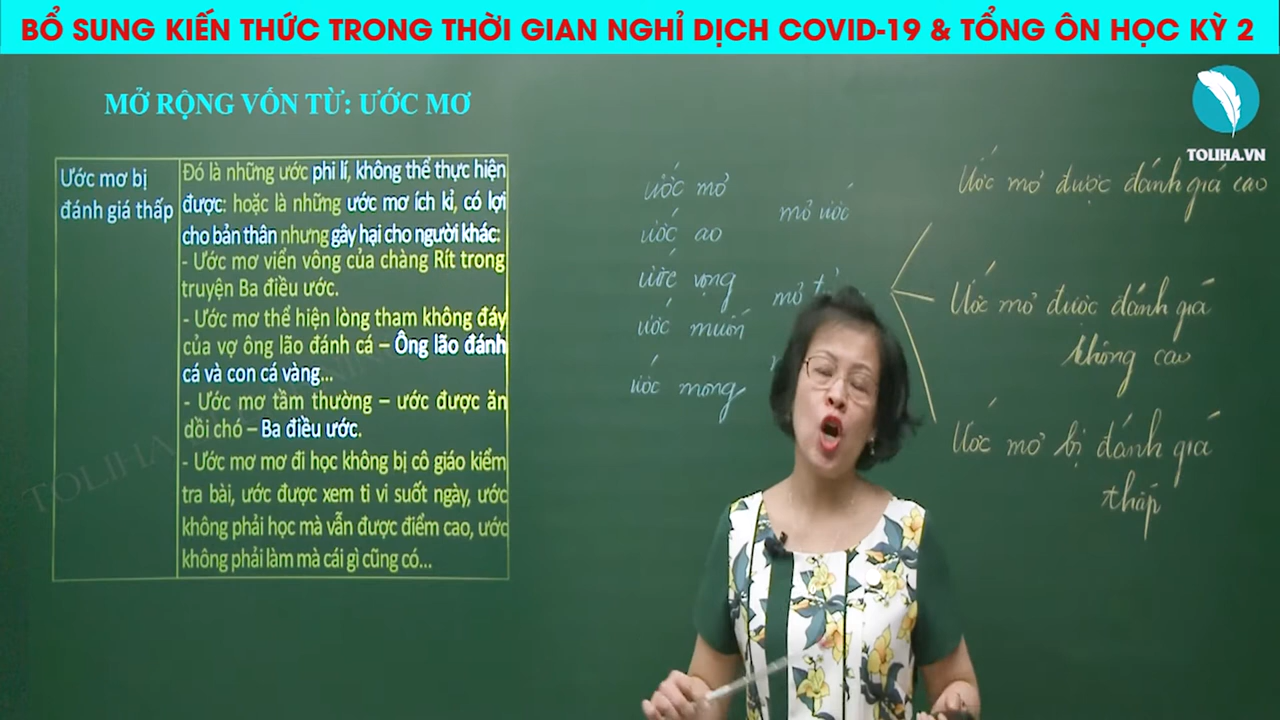 BỔ SUNG KIẾN THỨC TRONG THỜI GIAN NGHỈ DỊCH COVID-19 & TỔNG ÔN HỌC KỲ 2
TOLIHA.VN
MỞ RỘNG VỐN TỪ: ƯỚC MƠ
Ước mơ bị
đánh giá thấp
Đó là những ước phi lí, không thể thực hiện
được: hoặc là những ước mơ ích kỉ, có lợi
cho bản thân nhưng gây hại cho người khác:
- Ước mơ viển vông của chàng Rít trong
truyện Ba điều ước.
- Ước mơ thể hiện lòng tham không đáy
của vợ ông lão đánh cá – Ông lão đánh
cá và con cá vàng...
- Ước mơ tầm thường – ước được ăn
dồi chó – Ba điều ước.
- Ước mơ mơ đi học không bị cô giáo kiểm
tra bài, ước được xem ti vi suốt ngày, ước
không phải học mà vẫn được điểm cao, ước
không phải làm mà cái gì cũng có...
ước mơ
ước ao
ước vọng
ước muốn
ước mong
mơ ước
mơ
Ước mơ được đánh giá cao
Ước mơ được đánh giá
không cao
Ước mơ bị đánh giá
thấp